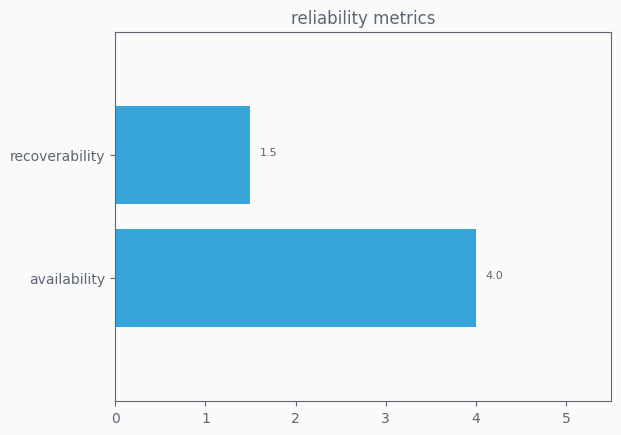 reliability metrics
recoverability
1.5
availability
4.0
0 1 2 3 4 5